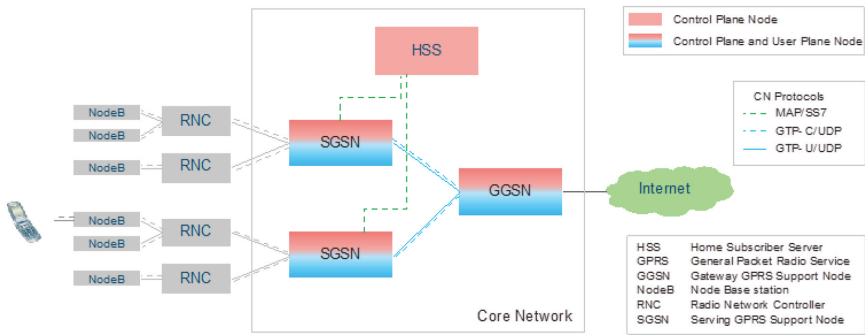 Control Plane Node
Control Plane and User Plane Node
HSS
CN Protocols
MAP/SS7
GTP-C/UDP
GTP-U/UDP
NodeB
NodeB
RNC
NodeB
RNC
SGSN
GGSN
Internet
NodeB
NodeB
RNC
NodeB
RNC
SGSN
Core Network
HSS Home Subscriber Server
GPRS General Packet Radio Service
GGSN Gateway GPRS Support Node
NodeB Node Base station
RNC Radio Network Controller
SGSN Serving GPRS Support Node